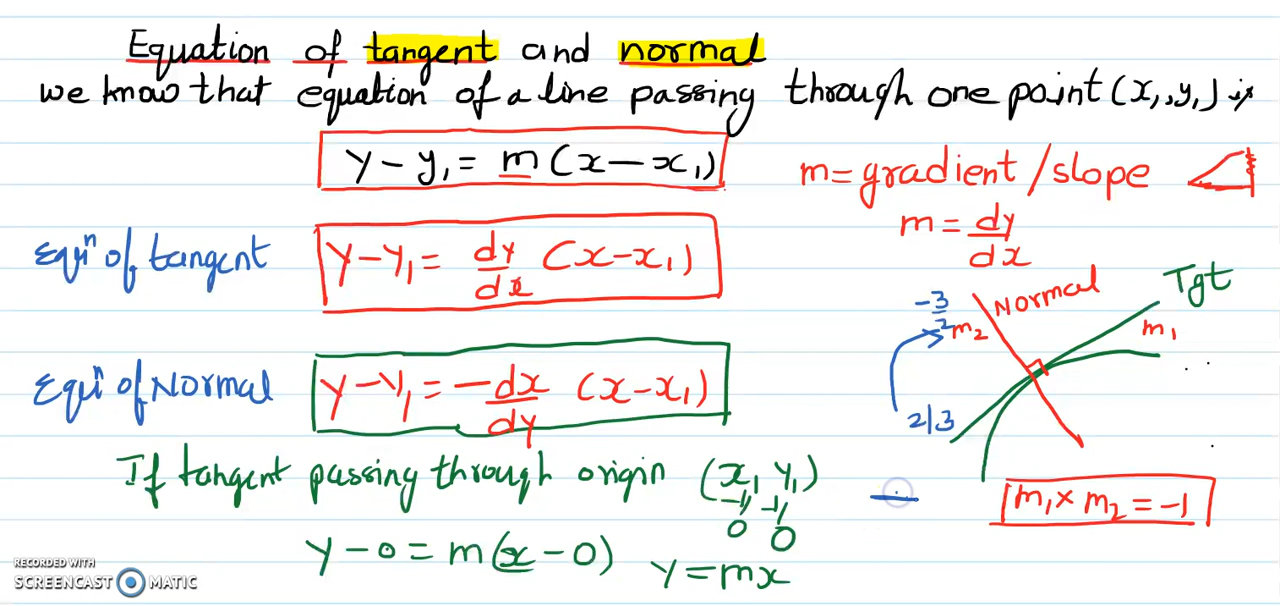 Equation of tangent and normal
we know that equation of a line passing through one point (x₁, y₁) is
y - y₁ = m (x - x₁)
m = gradient / slope
m = dy/dx
Equⁿ of tangent
y - y₁ = dy/dx (x - x₁)
Tgt
Normal
-3/2
m₂
m₁
Equⁿ of Normal
y - y₁ = -dx/dy (x - x₁)
2/3
If tangent passing through origin (x₁ y₁)
0 0
m₁ × m₂ = -1
y - 0 = m(x - 0)
y = mx
RECORDED WITH
SCREENCAST MATIC